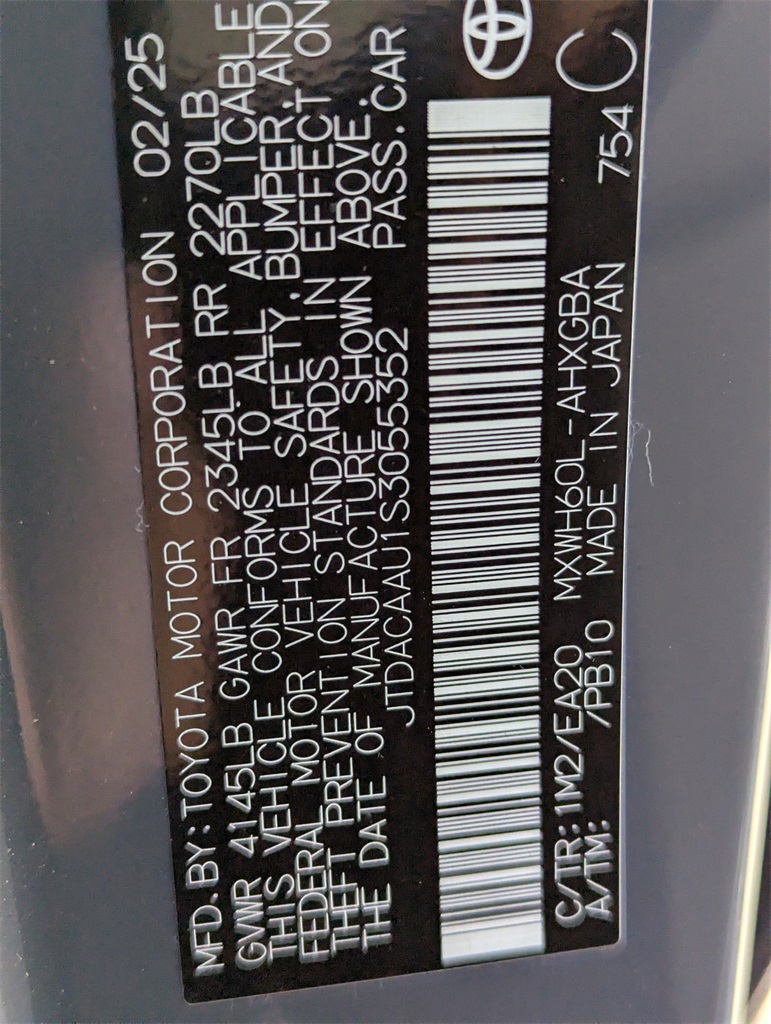 MFD. BY: TOYOTA MOTOR CORPORATION 02/25
GVWR 4145LB GAWR FR 2345LB RR 2270LB
THIS VEHICLE CONFORMS TO ALL APPLICABLE
FEDERAL MOTOR VEHICLE SAFETY, BUMPER, AND
THEFT PREVENTION STANDARDS IN EFFECT ON
THE DATE OF MANUFACTURE SHOWN ABOVE.
JTDACAAU1S3055352 PASS. CAR
C/TR: 1M2/EA20 MXWH60L-AHXGBA 754 C
A/TM: /PB10 MADE IN JAPAN